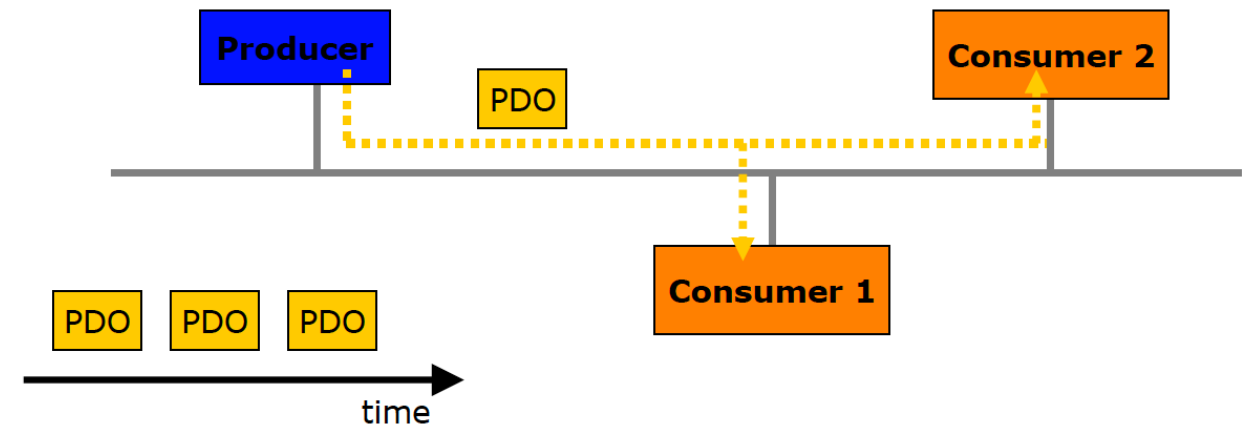 Producer
Consumer 2
PDO
Consumer 1
PDO PDO PDO
time